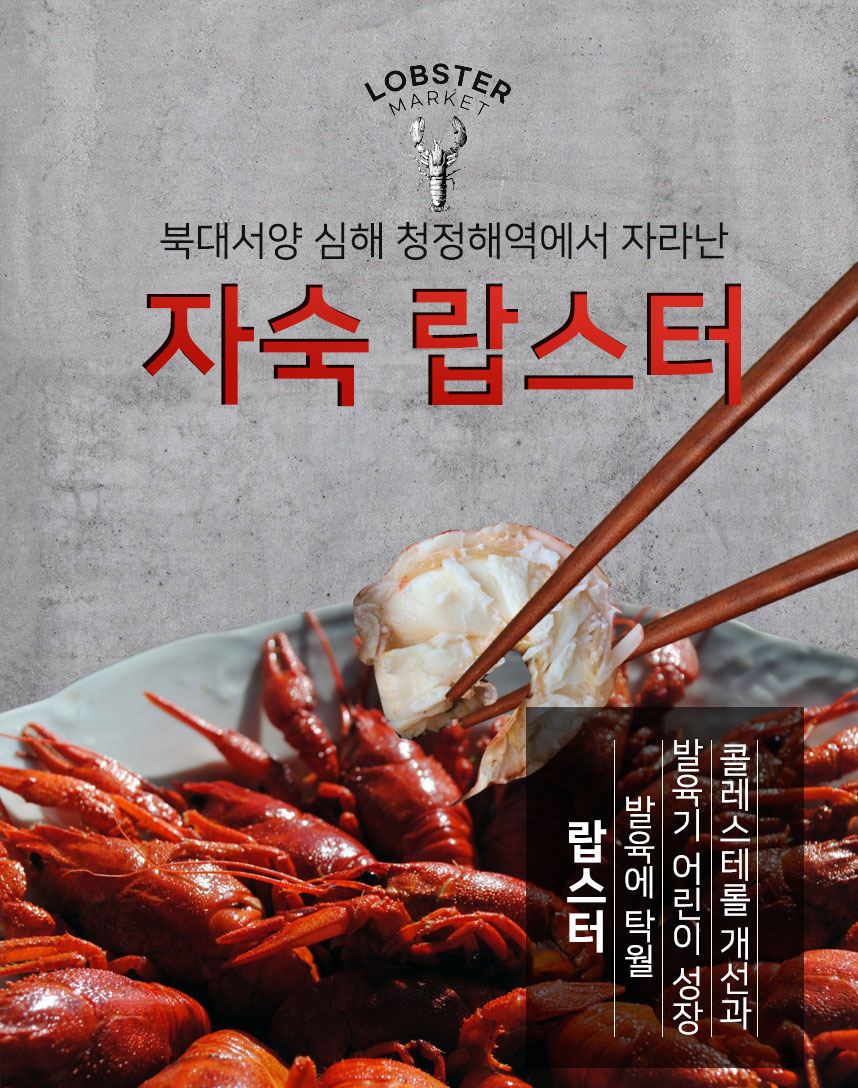 LOBSTER
MARKET
북대서양 심해 청정해역에서 자라난
자숙 랍스터
콜레스테롤 개선과
발육기 어린이 성장
발육에 탁월
랍스터